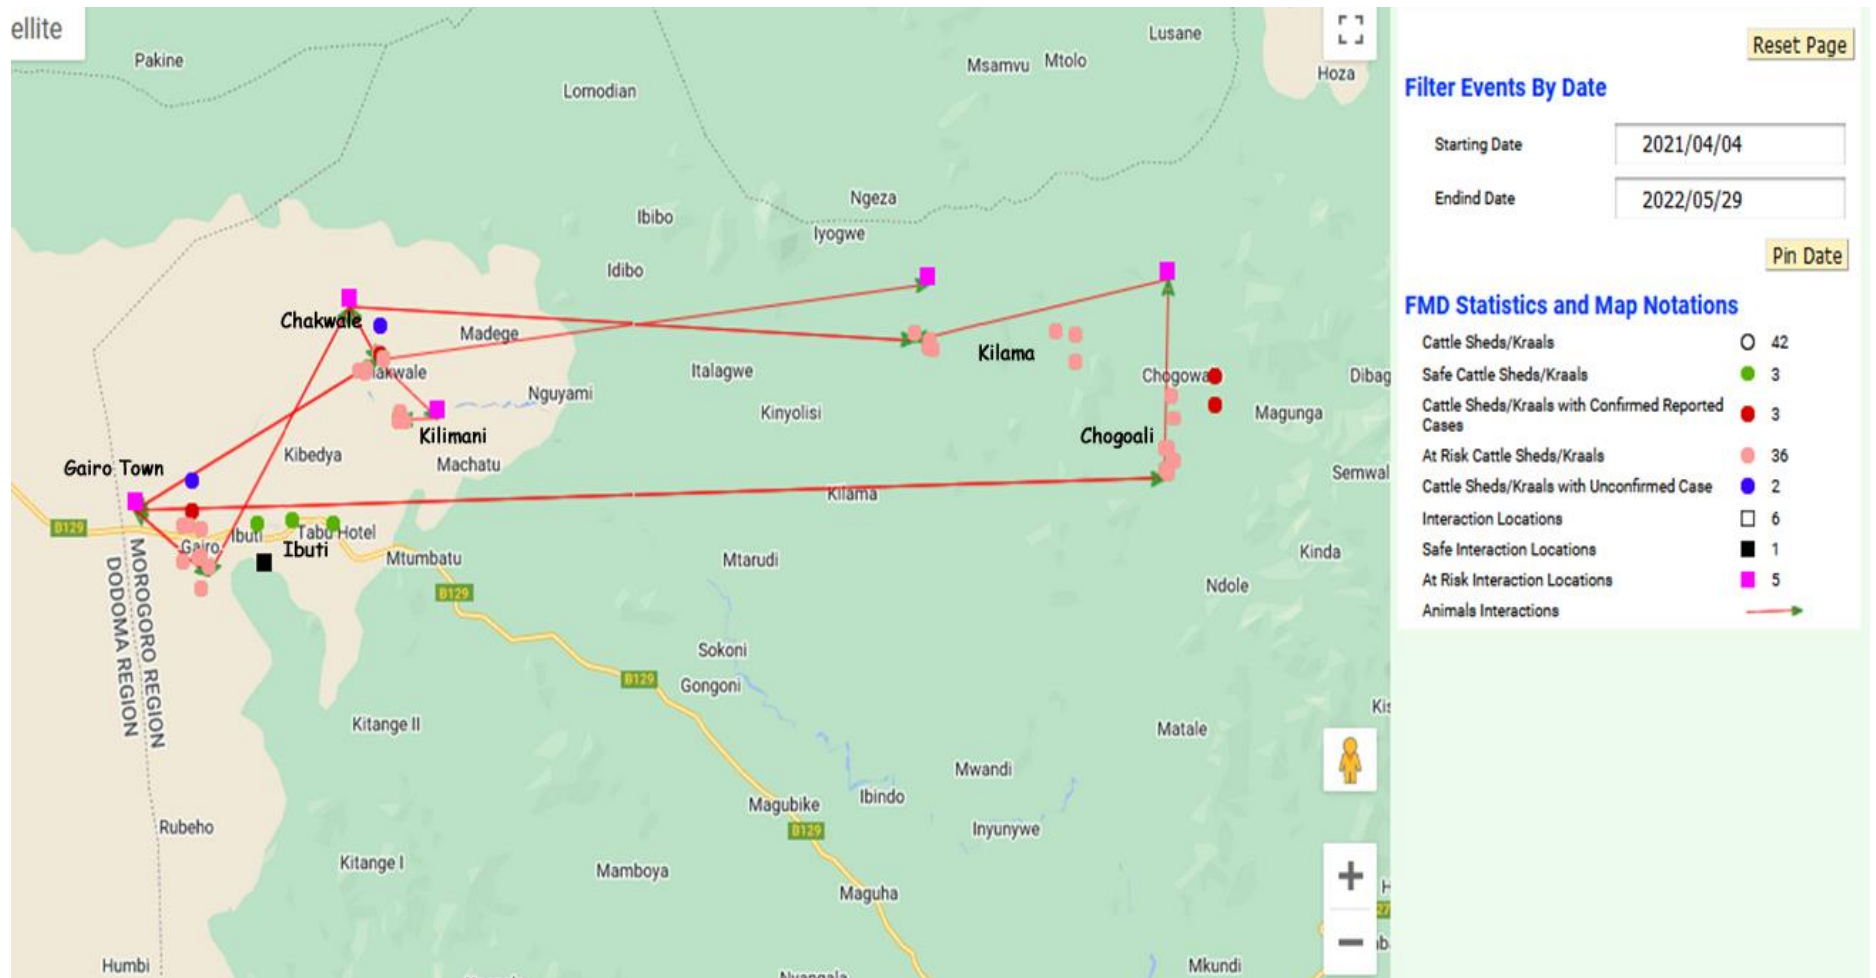 ellite
Lusane
Pakine
Msamvu
Mtolo
Hoza
Lomodian
Ngeza
Ibibo
Iyogwe
Idibo
Chakwale
Madege
Kilama
Italagwe
akwale
Chogowa
Dibag
Nguyami
Kinyolisi
Magunga
Kilimani
Chogoali
Kibedya
Machatu
Gairo Town
Semwal
Kilama
B129
Ibuti
Tabu Hotel
Gairo
Ibuti
Mtumbatu
Mtarudi
Kinda
Ndole
B129
MOROGORO REGION
DODOMA REGION
Sokoni
B129
Gongoni
Kis
Kitange II
Matale
Mwandi
Ibindo
Magubike
B129
Rubeho
Inyunywe
Kitange I
Mamboya
Maguha
Humbi
Mkundi
Reset Page
Filter Events By Date
Starting Date 2021/04/04
Endind Date 2022/05/29
Pin Date
FMD Statistics and Map Notations
Cattle Sheds/Kraals 42
Safe Cattle Sheds/Kraals 3
Cattle Sheds/Kraals with Confirmed Reported
Cases 3
At Risk Cattle Sheds/Kraals 36
Cattle Sheds/Kraals with Unconfirmed Case 2
Interaction Locations 6
Safe Interaction Locations 1
At Risk Interaction Locations 5
Animals Interactions